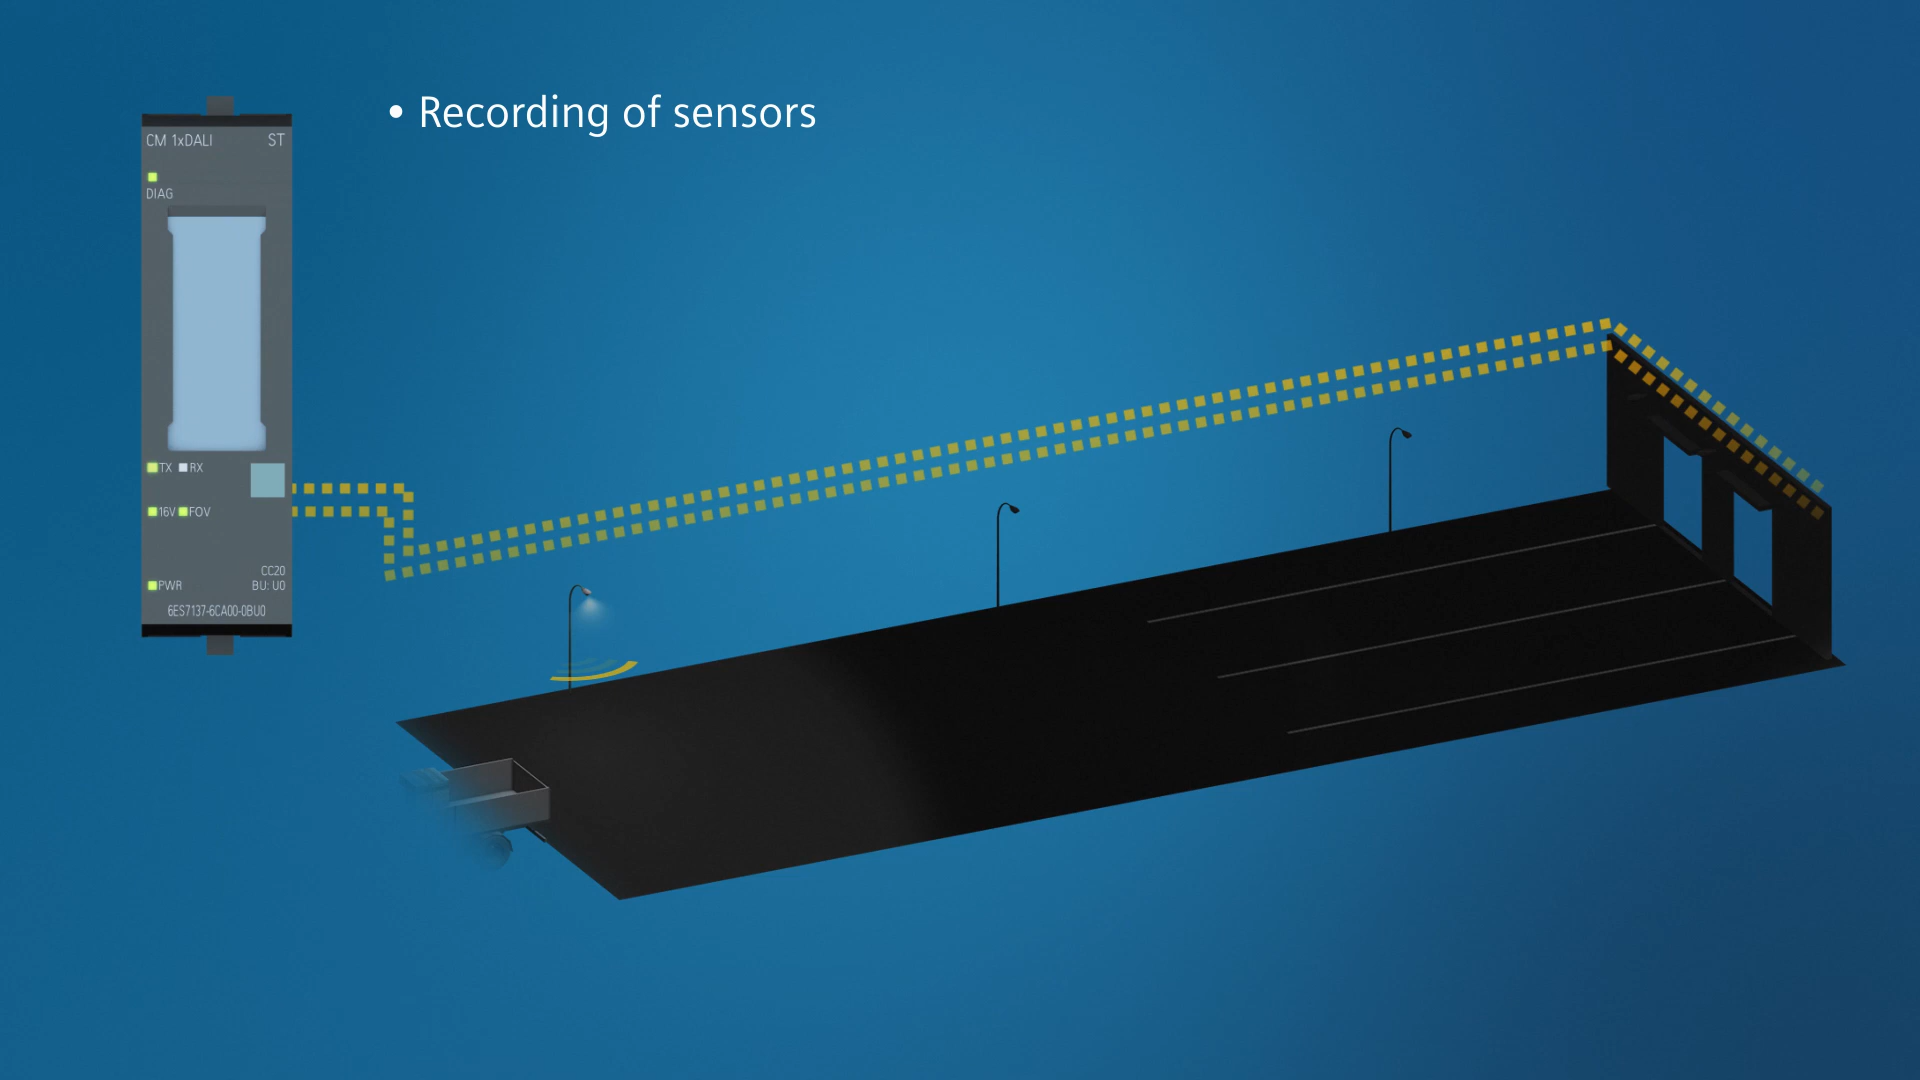 • Recording of sensors
CM 1xDALI ST
DIAG
TX RX
16V FOV
CC20
PWR BU: U0
6ES7137-6CA00-0BU0